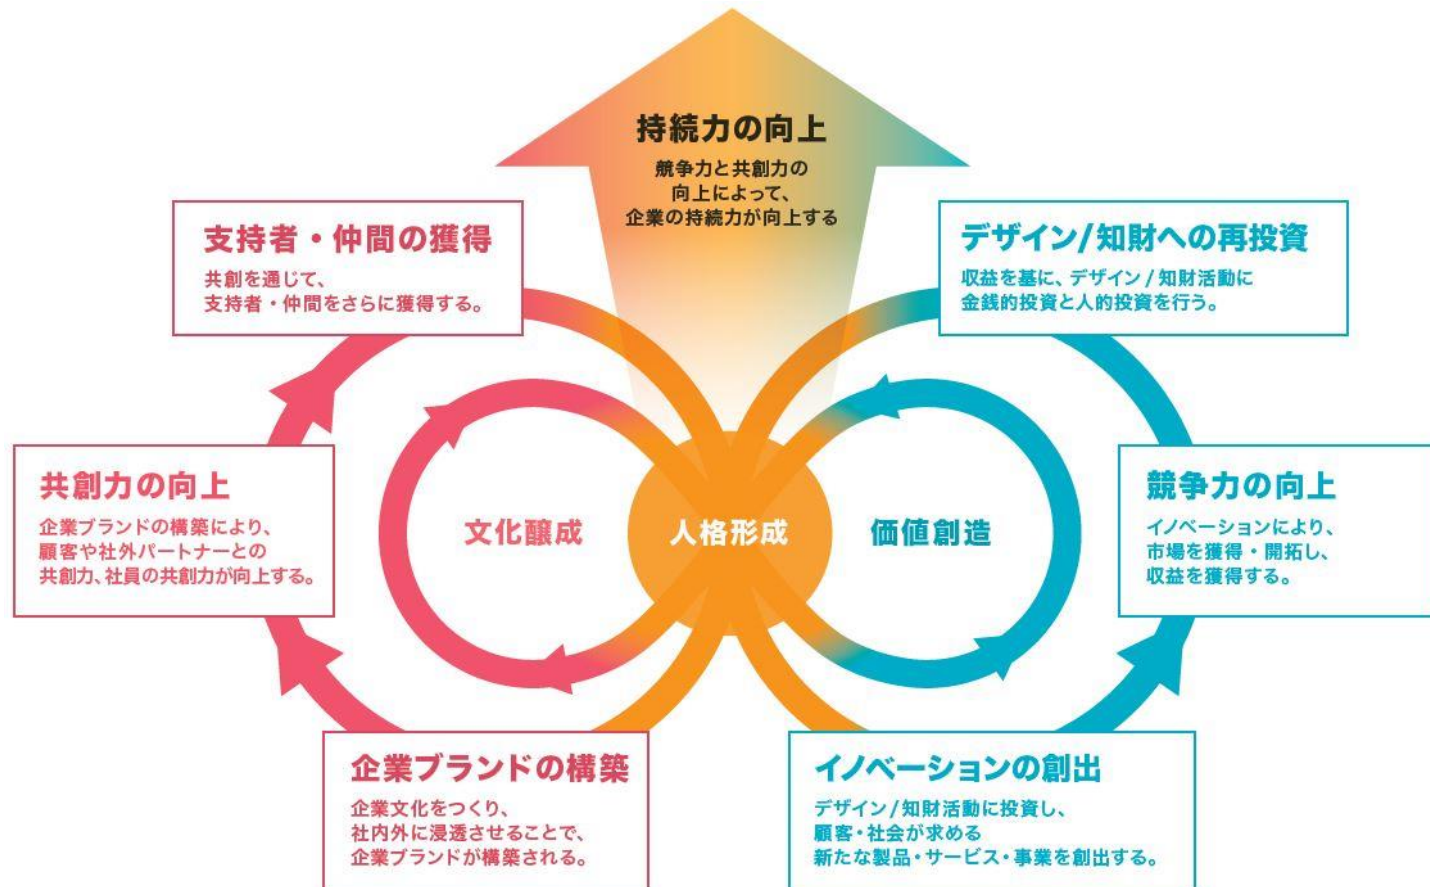 持続力の向上
競争力と共創力の
向上によって、
企業の持続力が向上する
支持者・仲間の獲得
共創を通じて、
支持者・仲間をさらに獲得する。
デザイン/知財への再投資
収益を基に、デザイン/知財活動に
金銭的投資と人的投資を行う。
共創力の向上
企業ブランドの構築により、
顧客や社外パートナーとの
共創力、社員の共創力が向上する。
文化醸成
人格形成
価値創造
競争力の向上
イノベーションにより、
市場を獲得・開拓し、
収益を獲得する。
企業ブランドの構築
企業文化をつくり、
社内外に浸透させることで、
企業ブランドが構築される。
イノベーションの創出
デザイン/知財活動に投資し、
顧客・社会が求める
新たな製品・サービス・事業を創出する。